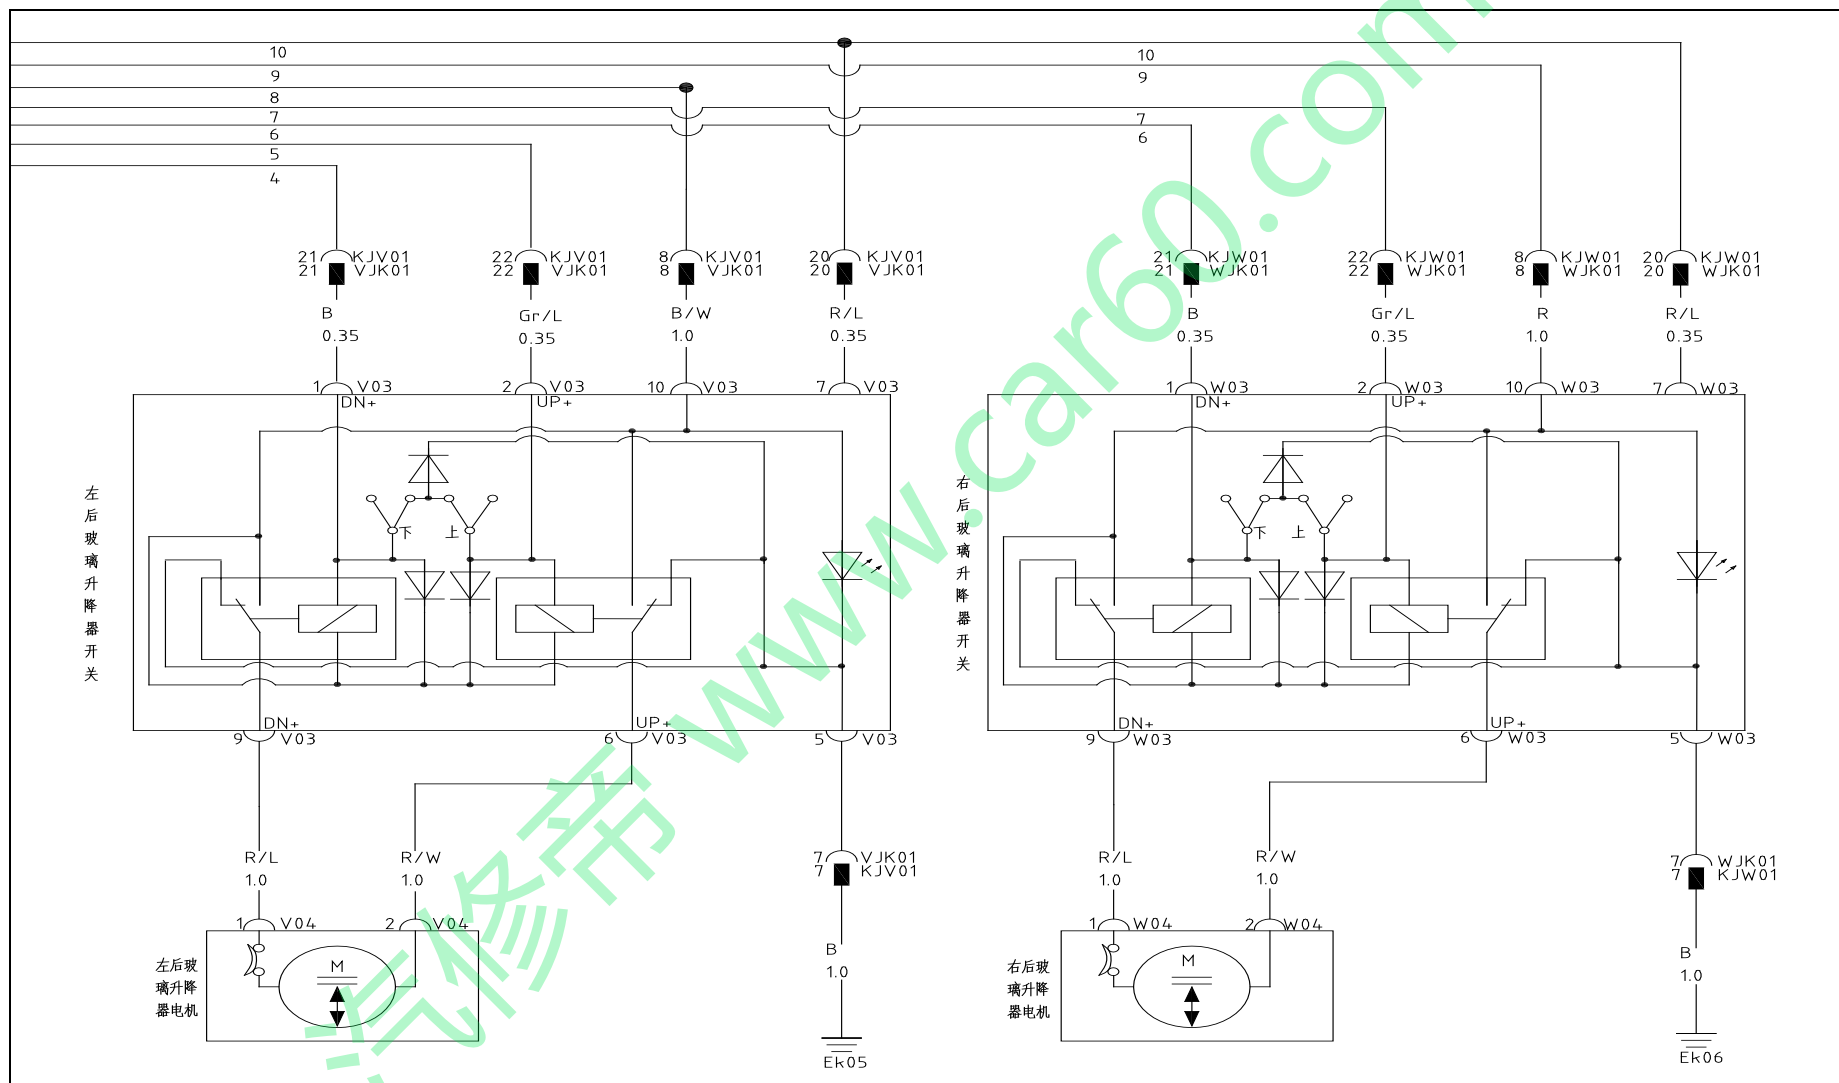 10
9
8
7
6
5
4
10
9
7
6
21 KJV01
21 VJK01
22 KJV01
22 VJK01
8 KJV01
8 VJK01
20 KJV01
20 VJK01
21 KJW01
21 WJK01
22 KJW01
22 WJK01
8 KJW01
8 WJK01
20 KJW01
20 WJK01
B
0.35
Gr/L
0.35
B/W
1.0
R/L
0.35
B
0.35
Gr/L
0.35
R
1.0
R/L
0.35
1 V03
2 V03
10 V03
7 V03
1 W03
2 W03
10 W03
7 W03
DN+
UP+
DN+
UP+
左后玻璃升降器开关
下
上
右后玻璃升降器开关
下
上
DN+
UP+
DN+
UP+
9 V03
6 V03
5 V03
9 W03
6 W03
5 W03
R/L
1.0
R/W
1.0
7 VJK01
7 KJV01
R/L
1.0
R/W
1.0
7 WJK01
7 KJW01
1 V04
2 V04
1 W04
2 W04
左后玻
璃升降
器电机
M
B
1.0
右后玻
璃升降
器电机
M
B
1.0
Ek05
Ek06
汽修帝 www.car60.com